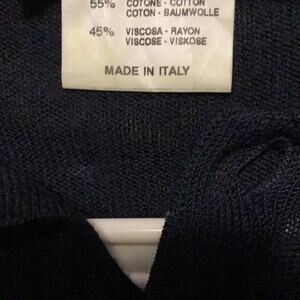 55% COTONE - COTTON
COTON - BAUMWOLLE
45% VISCOSA - RAYON
VISCOSE - VISKOSE
MADE IN ITALY